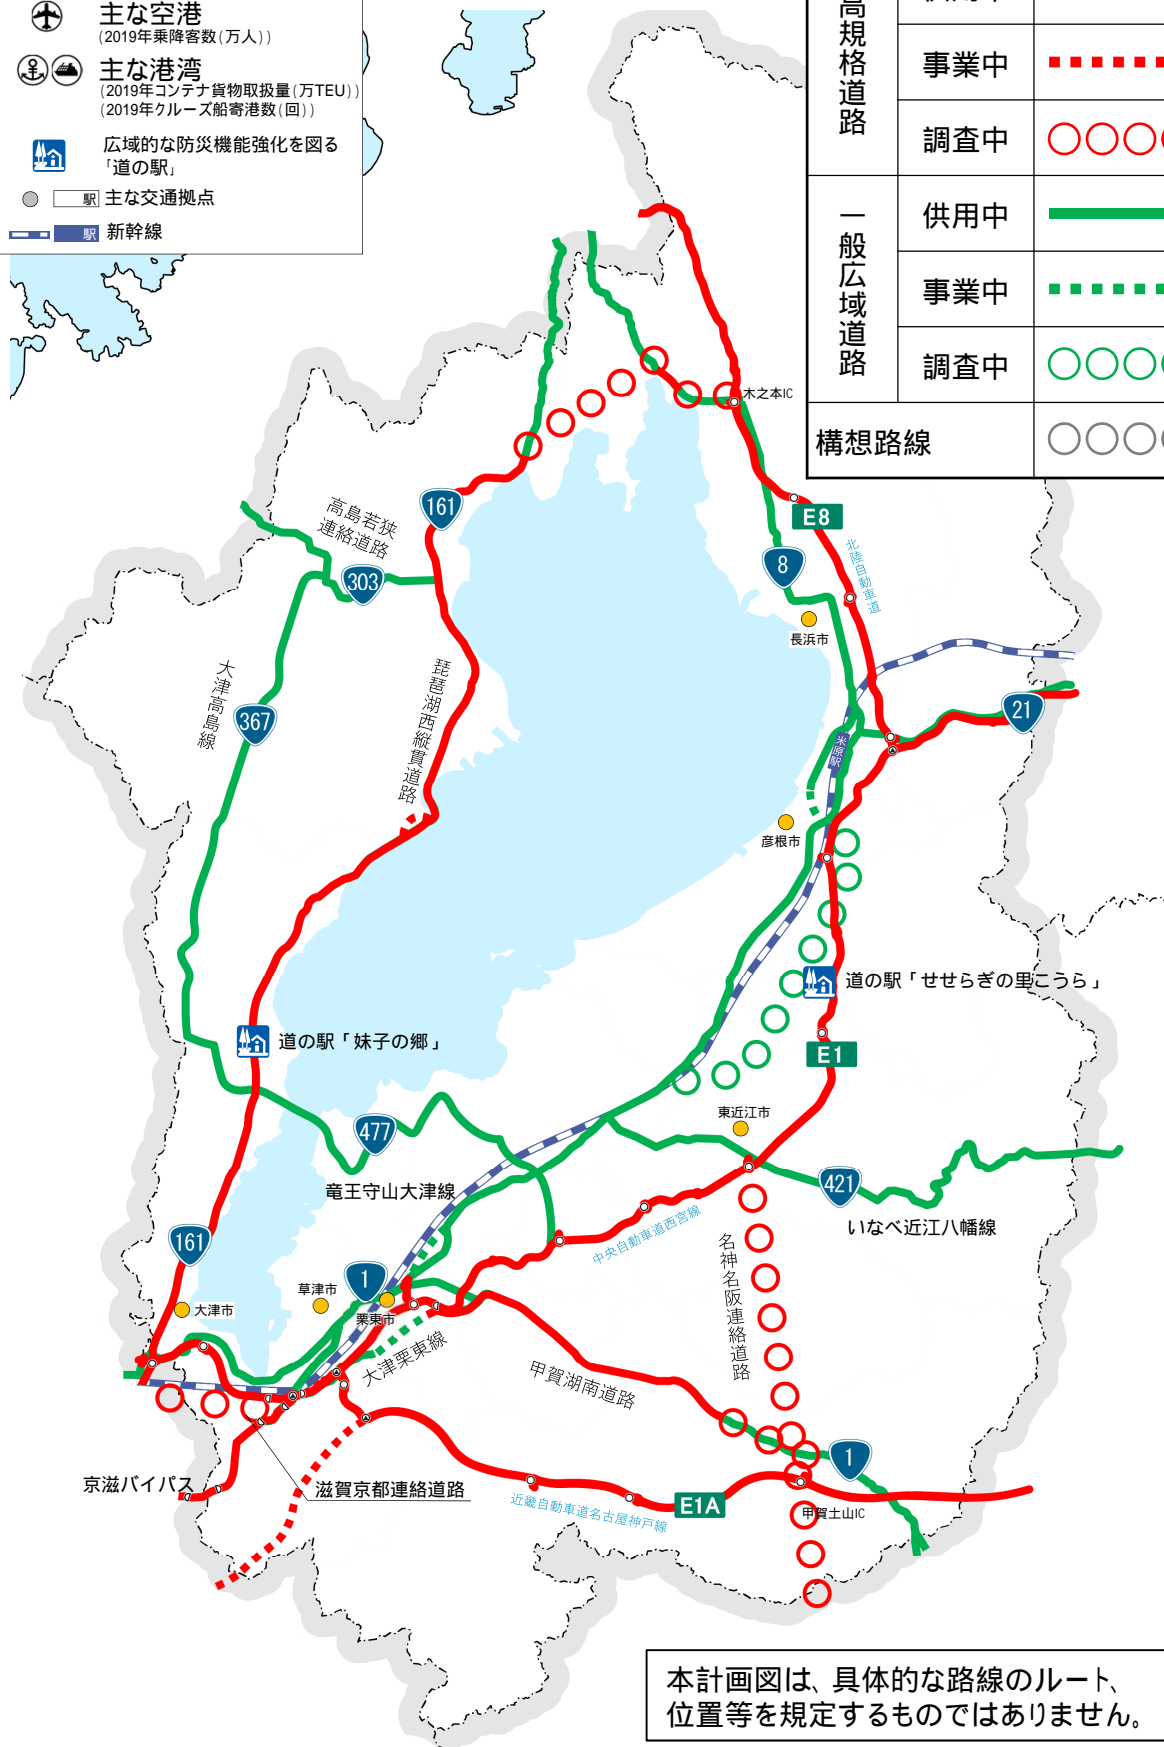 主な空港
(2019年乗降客数(万人))
主な港湾
(2019年コンテナ貨物取扱量(万TEU))
(2019年クルーズ船寄港数(回))
広域的な防災機能強化を図る
「道の駅」
駅 主な交通拠点
駅 新幹線
高規格道路
事業中
調査中
一般広域道路
供用中
事業中
調査中
構想路線
木之本IC
161
高島若狭
連絡道路
E8
8
北陸自動車道
303
長浜市
大津高島線
琵琶湖西縦貫道路
367
21
米原駅
彦根市
道の駅「せせらぎの里こうら」
道の駅「妹子の郷」
E1
東近江市
477
竜王守山大津線
421
いなべ近江八幡線
中央自動車道西宮線
161
名神名阪連絡道路
1
草津市
大津市
栗東市
大津栗東線
甲賀湖南道路
1
京滋バイパス
滋賀京都連絡道路
近畿自動車道名古屋神戸線
E1A
甲賀土山IC
本計画図は、具体的な路線のルート、
位置等を規定するものではありません。